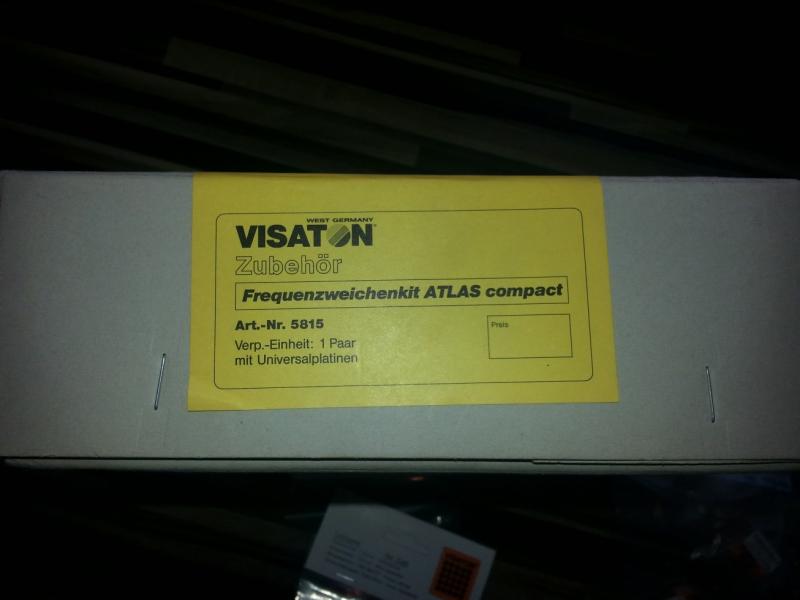 WEST GERMANY
VISATON
Zubehör
Frequenzweichenkit ATLAS compact
Art.-Nr. 5815
Verp.-Einheit: 1 Paar
mit Universalplatinen
Preis